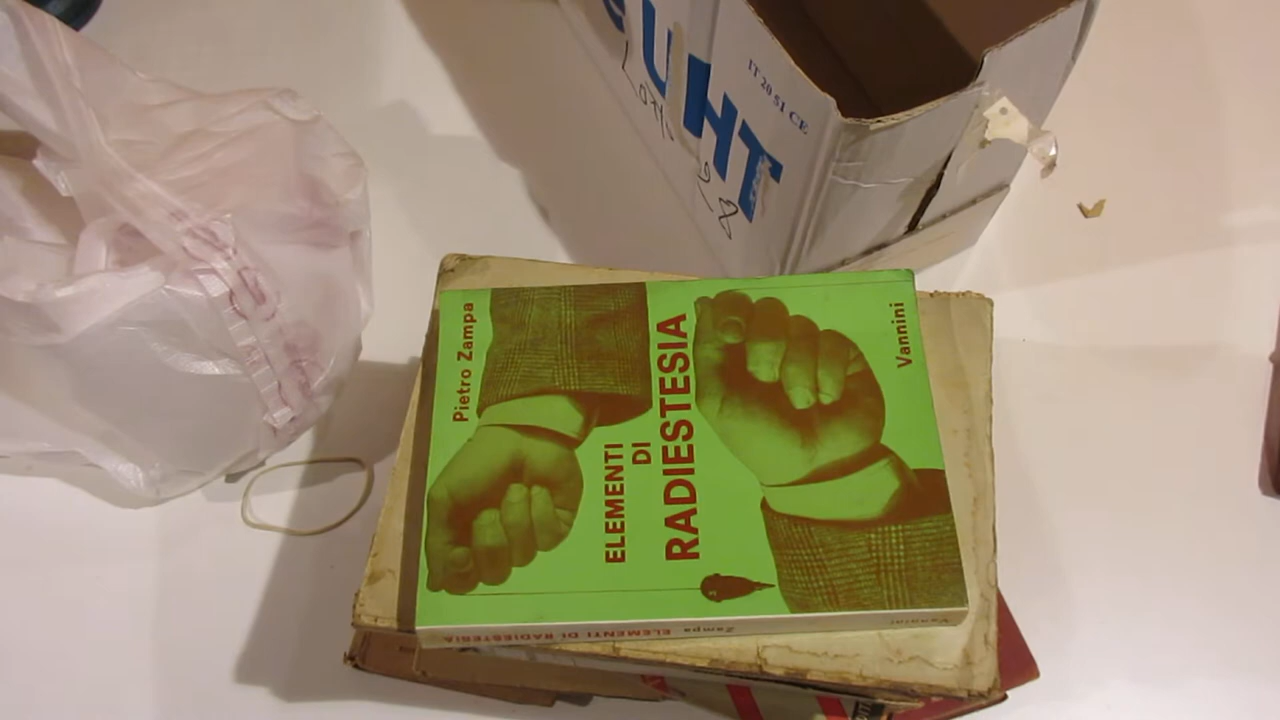 UHT
IT 20 51 CE
Pietro Zampa
ELEMENTI
DI
RADIESTESIA
Vannini
Zampa ELEMENTI DI RADIESTESIA
Vannini